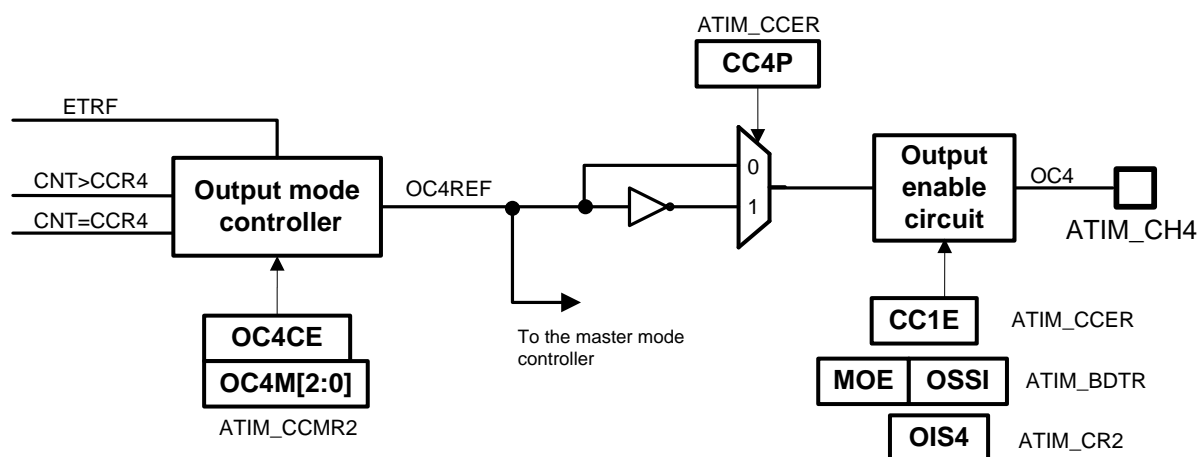 ATIM_CCER
CC4P
ETRF
CNT>CCR4
CNT=CCR4
Output mode
controller
OC4REF
0
1
Output
enable
circuit
OC4
ATIM_CH4
To the master mode
controller
OC4CE
OC4M[2:0]
ATIM_CCMR2
CC1E ATIM_CCER
MOE OSSI ATIM_BDTR
OIS4 ATIM_CR2